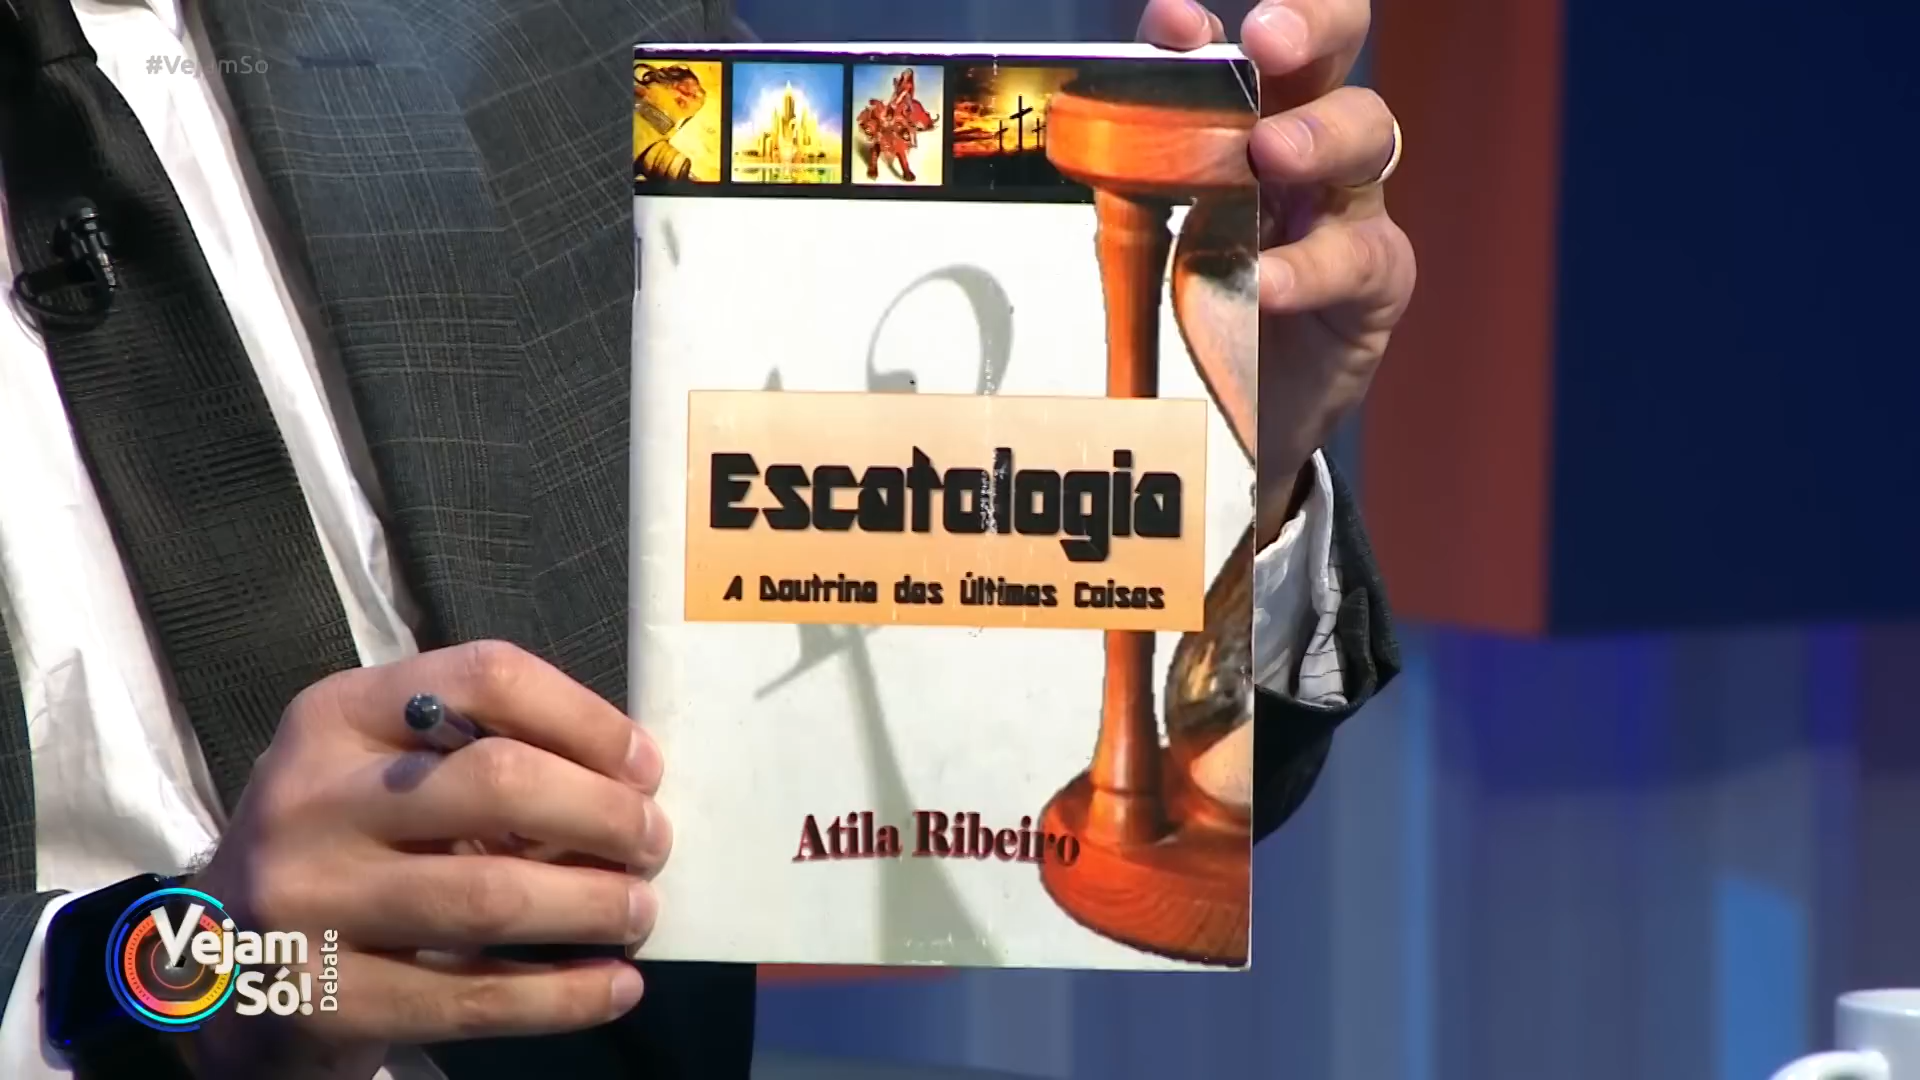 #VejamSo
Escatologia
A Doutrina das Últimas Coisas
Atila Ribeiro
Vejam
Só!
Debate